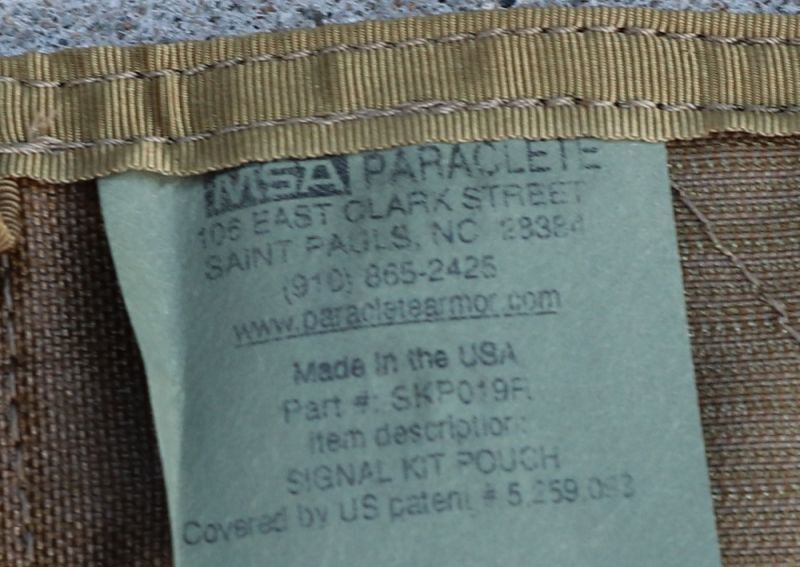 MSA PARACLETE
106 EAST CLARK STREET
SAINT PAULS, NC 28384
(910) 865-2425
www.paracletearmor.com
Made in the USA
Part #: SKP019R
Item description:
SIGNAL KIT POUCH
Covered by US patent # 5,259,093